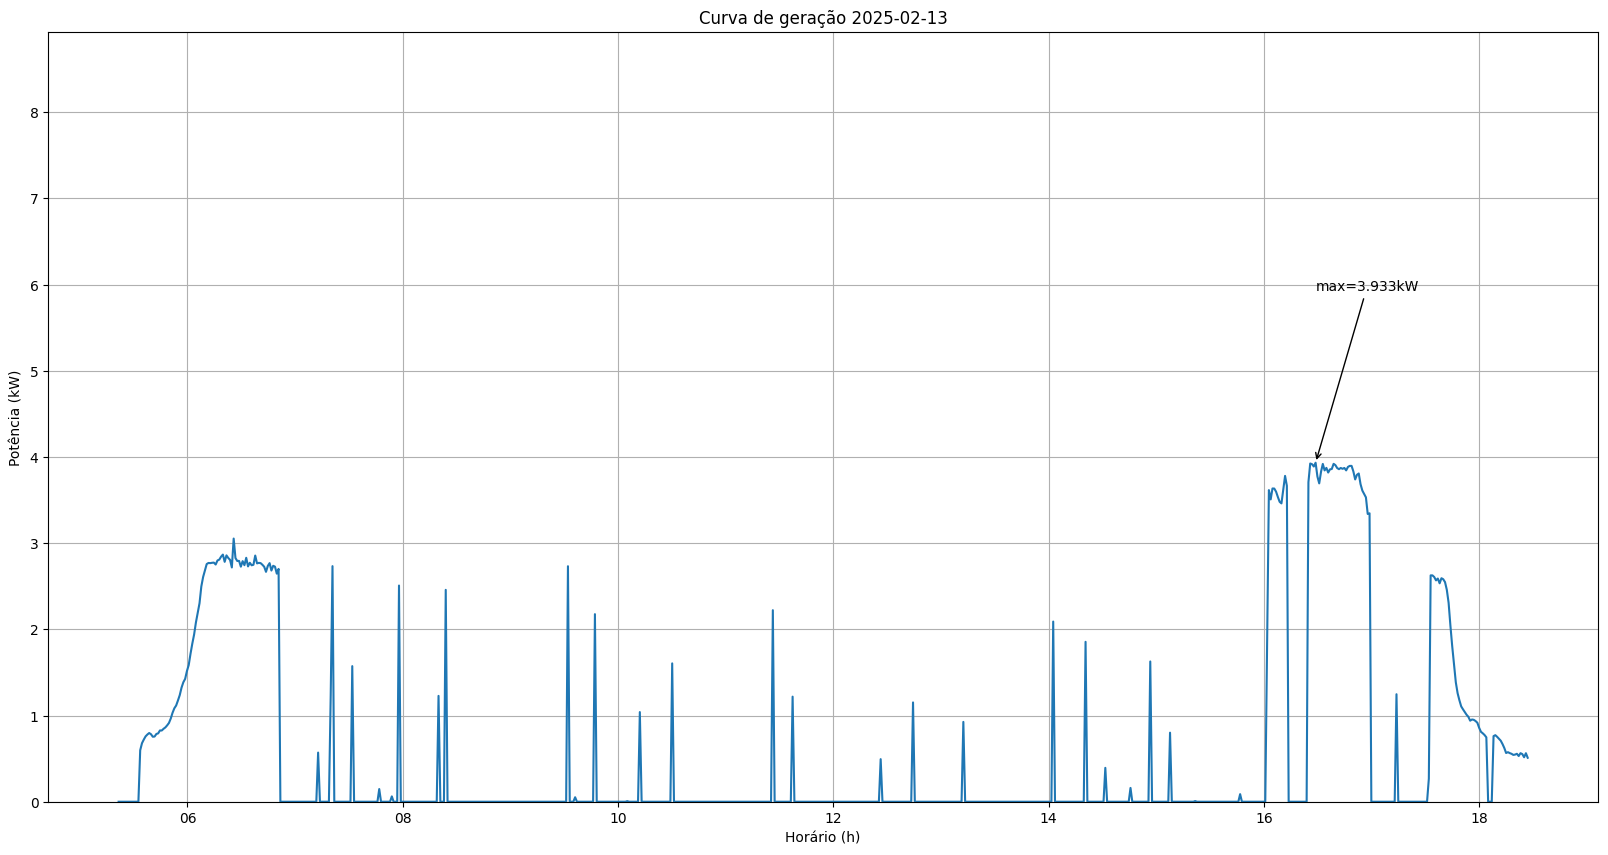 Curva de geração 2025-02-13
8
7
6
max=3.933kW
5
4
3
2
1
0
Potência (kW)
06 08 10 12 14 16 18
Horário (h)